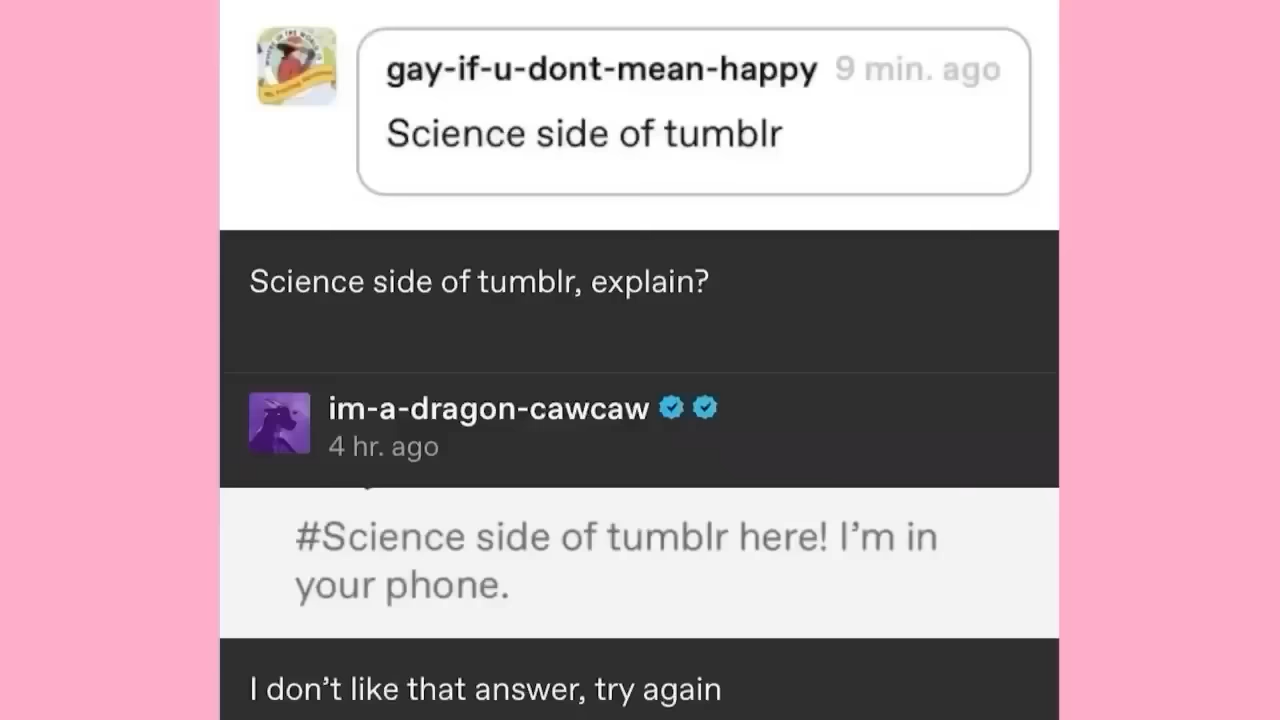 gay-if-u-dont-mean-happy 9 min. ago
Science side of tumblr
Science side of tumblr, explain?
im-a-dragon-cawcaw
4 hr. ago
#Science side of tumblr here! I’m in
your phone.
I don’t like that answer, try again